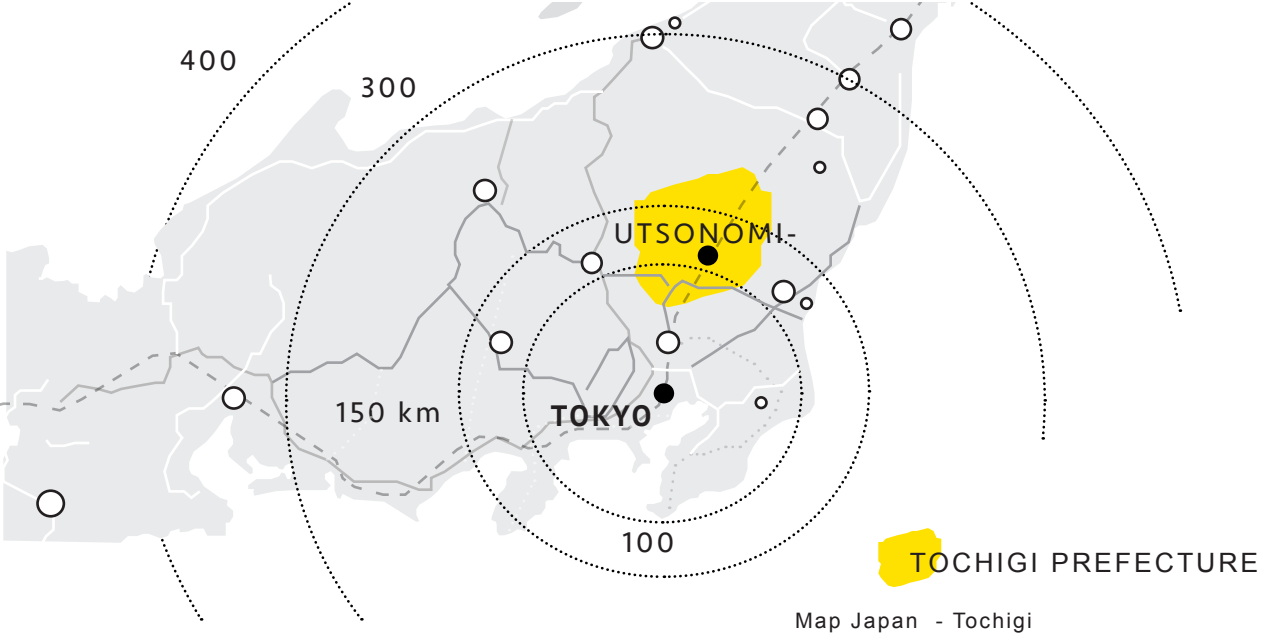 400
300
UTSONOMI-
150 km
TOKYO
100
TOCHIGI PREFECTURE
Map Japan - Tochigi